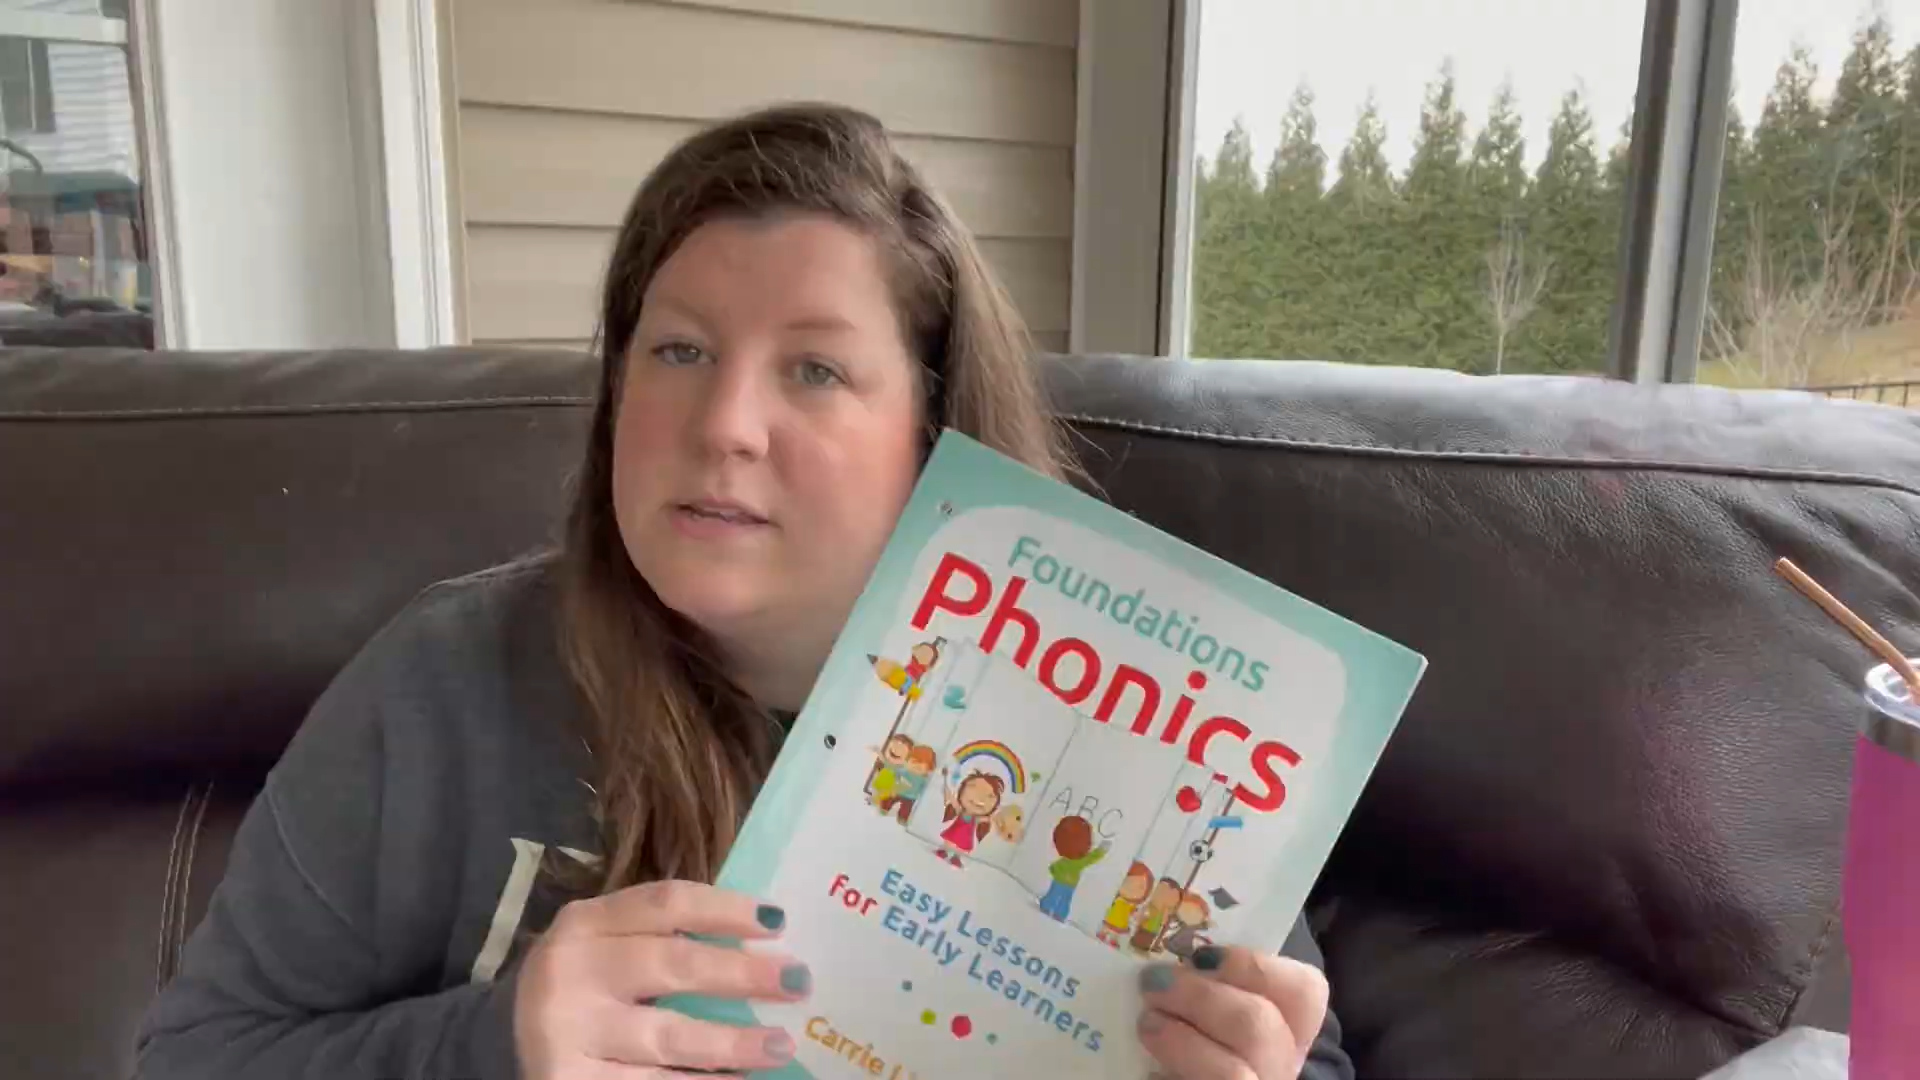 Foundations
Phonics
ABC
Easy Lessons
for Early Learners
Carrie